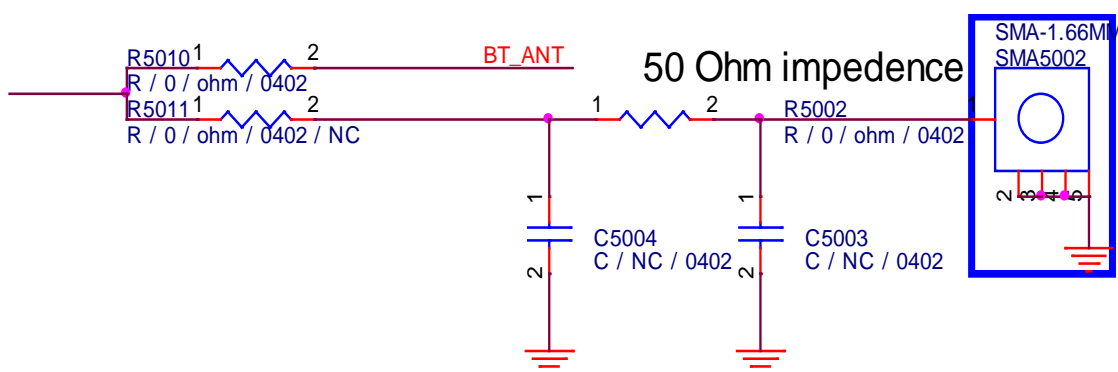 SMA-1.66MM
SMA5002
R5010 1 2 BT_ANT
R / 0 / ohm / 0402
50 Ohm impedence
R5011 1 2
R / 0 / ohm / 0402 / NC
1 2 R5002 1
R / 0 / ohm / 0402
2 3 4 5
1 1
C5004 C5003
C / NC / 0402 C / NC / 0402
2 2